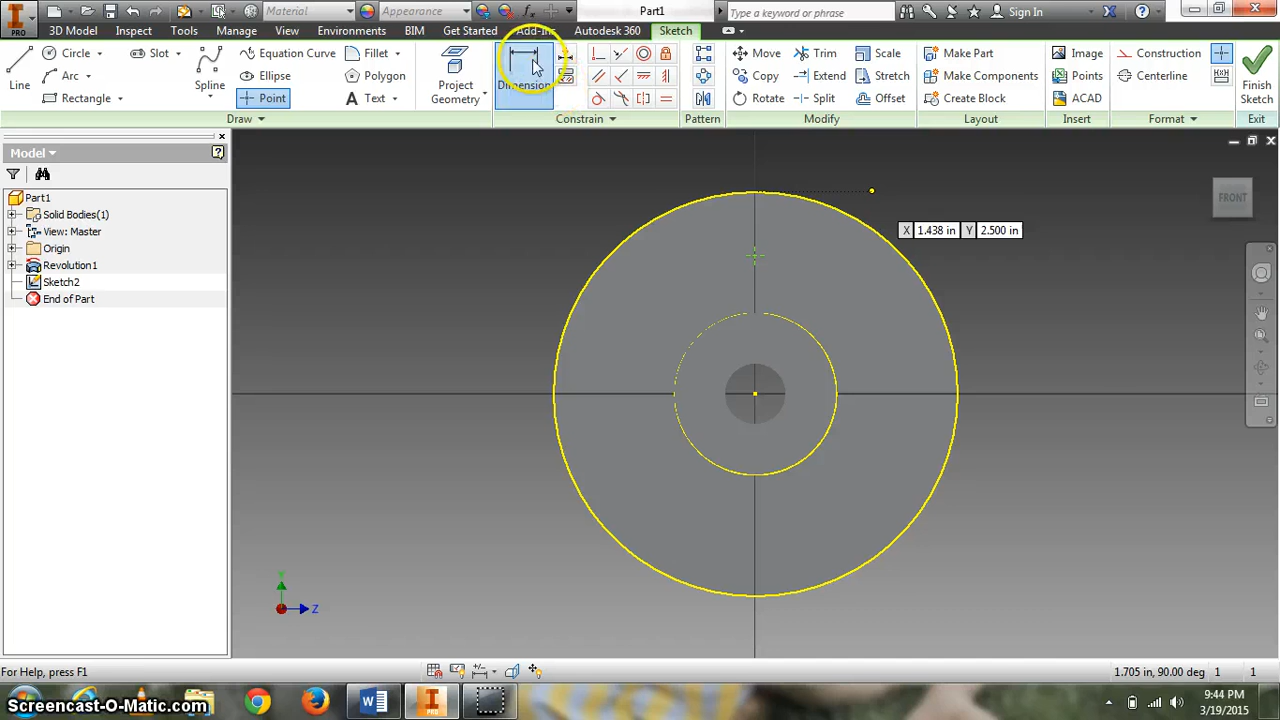 Material
Appearance
Part1
Type a keyword or phrase
Sign In
PRO
3D Model
Inspect
Tools
Manage
View
Environments
BIM
Get Started
Add-Ins
Autodesk 360
Sketch
Line
Circle
Arc
Rectangle
Slot
Spline
Equation Curve
Ellipse
Point
Fillet
Polygon
Text
Project Geometry
Dimension
Move
Copy
Rotate
Trim
Extend
Split
Scale
Stretch
Offset
Make Part
Make Components
Create Block
Image
Points
ACAD
Construction
Centerline
Finish Sketch
Draw
Constrain
Pattern
Modify
Layout
Insert
Format
Exit
Model
Part1
Solid Bodies(1)
View: Master
Origin
Revolution1
Sketch2
End of Part
FRONT
X 1.438 in Y 2.500 in
Y
Z
For Help, press F1
1.705 in, 90.00 deg 1 1
Screencast-O-Matic.com
PRO
9:44 PM
3/19/2015